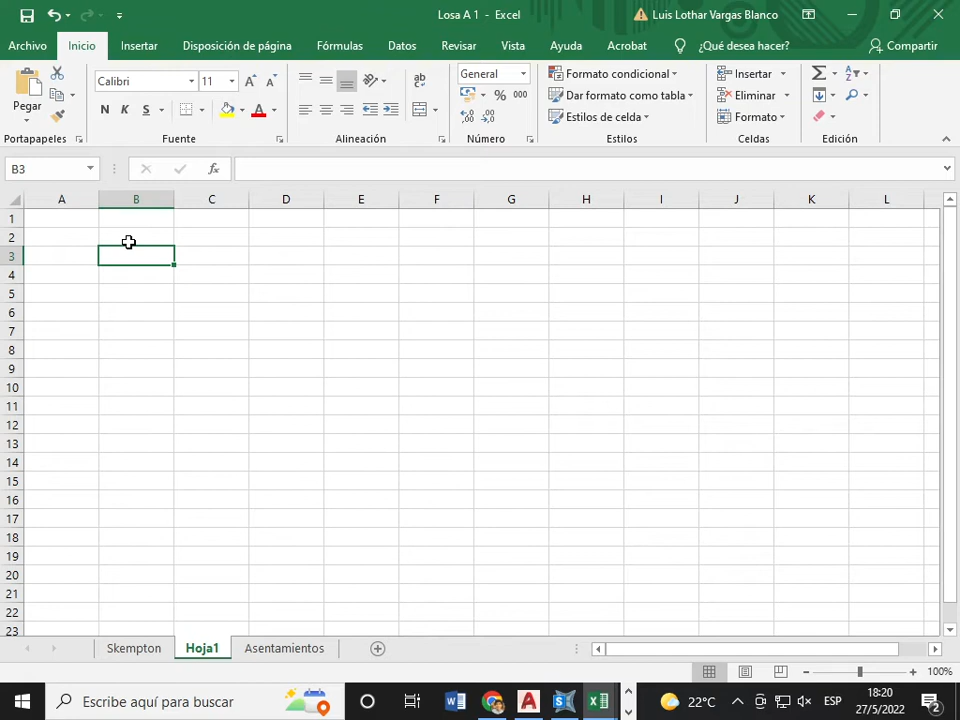 Losa A 1 - Excel
Luis Lothar Vargas Blanco
Archivo Inicio Insertar Disposición de página Fórmulas Datos Revisar Vista Ayuda Acrobat ¿Qué desea hacer? Compartir
Pegar
Calibri 11
N K S
ab
General
% 000
Formato condicional
Dar formato como tabla
Estilos de celda
Insertar
Eliminar
Formato
Portapapeles Fuente Alineación Número Estilos Celdas Edición
B3 fx
A B C D E F G H I J K L
1
2
3
4
5
6
7
8
9
10
11
12
13
14
15
16
17
18
19
20
21
22
23
Skempton Hoja1 Asentamientos
100%
Escribe aquí para buscar
22°C
ESP
18:20
27/5/2022
2